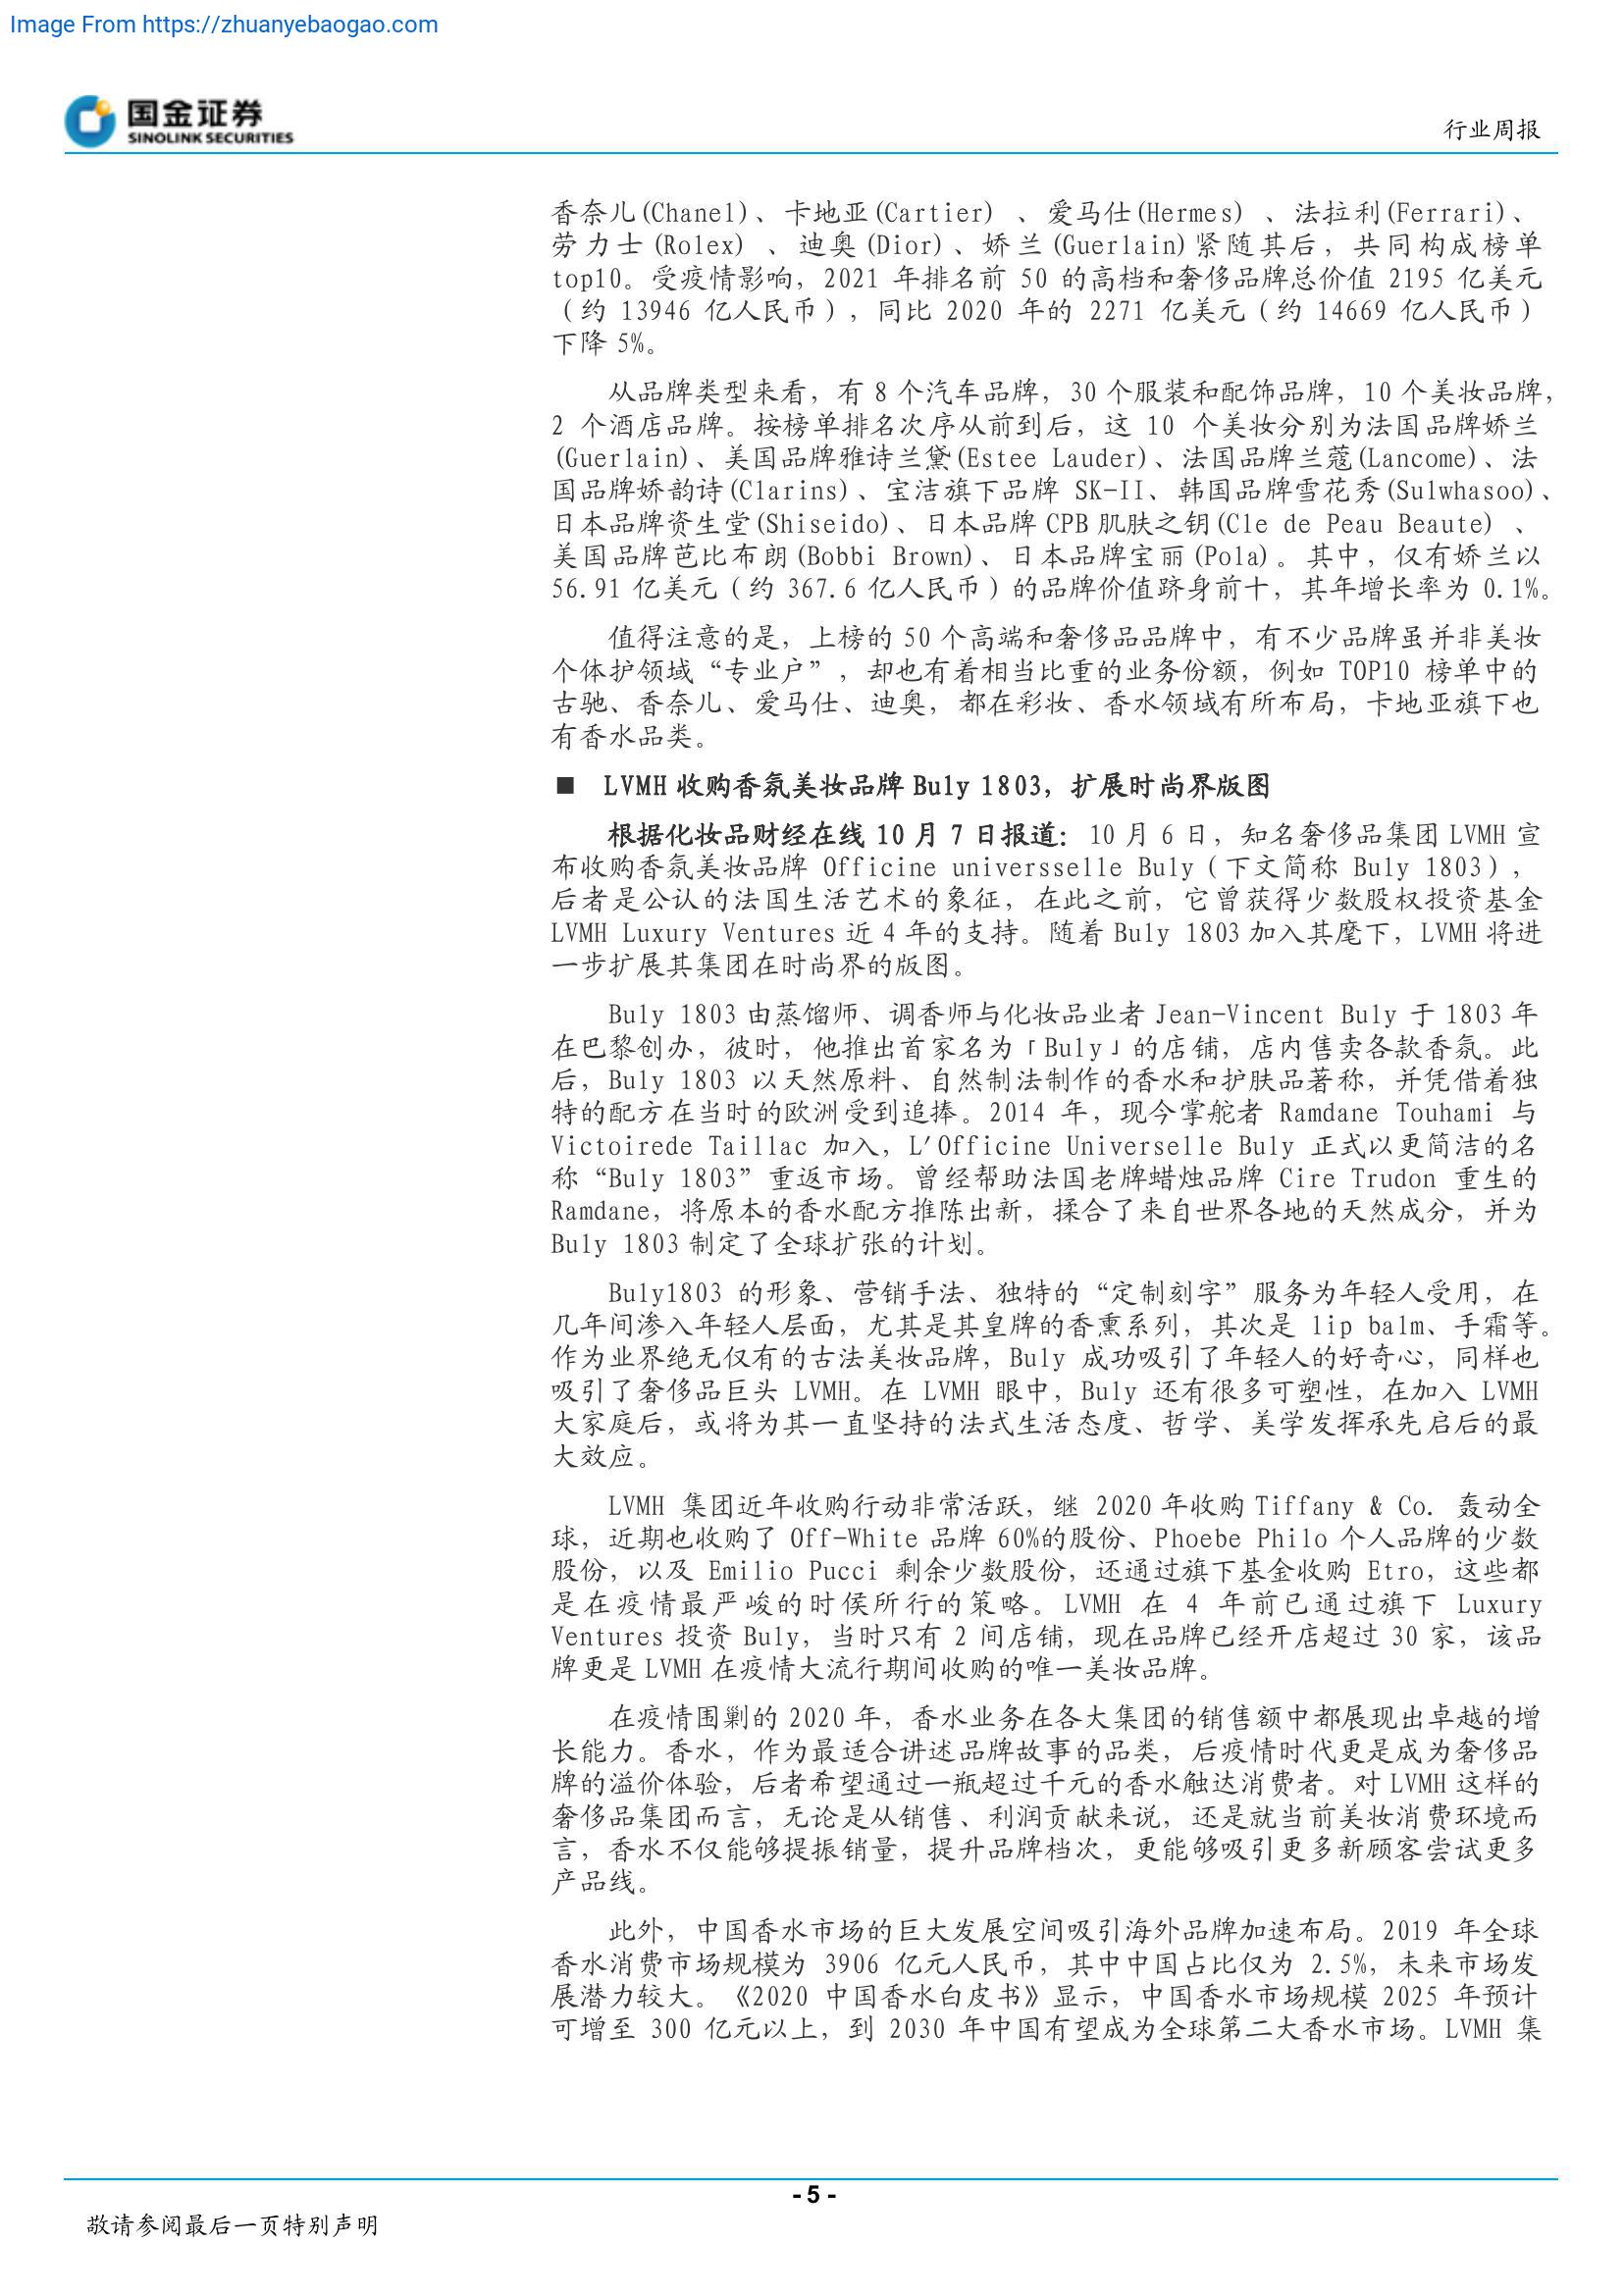 Image From https://zhuanyebaogao.com
国金证券
SINOLINK SECURITIES
行业周报
香奈儿(Chanel)、卡地亚(Cartier) 、爱马仕(Hermes) 、法拉利(Ferrari)、
劳力士(Rolex) 、迪奥(Dior)、娇兰(Guerlain)紧随其后，共同构成榜单
top10。受疫情影响，2021 年排名前 50 的高档和奢侈品牌总价值 2195 亿美元
（约 13946 亿人民币），同比 2020 年的 2271 亿美元（约 14669 亿人民币）
下降 5%。
从品牌类型来看，有 8 个汽车品牌，30 个服装和配饰品牌，10 个美妆品牌，
2 个酒店品牌。按榜单排名次序从前到后，这 10 个美妆分别为法国品牌娇兰
(Guerlain)、美国品牌雅诗兰黛(Estee Lauder)、法国品牌兰蔻(Lancome)、法
国品牌娇韵诗(Clarins)、宝洁旗下品牌 SK-II、韩国品牌雪花秀(Sulwhasoo)、
日本品牌资生堂(Shiseido)、日本品牌 CPB 肌肤之钥(Cle de Peau Beaute) 、
美国品牌芭比布朗(Bobbi Brown)、日本品牌宝丽(Pola)。其中，仅有娇兰以
56.91 亿美元（约 367.6 亿人民币）的品牌价值跻身前十，其年增长率为 0.1%。
值得注意的是，上榜的 50 个高端和奢侈品品牌中，有不少品牌虽并非美妆
个体护领域“专业户”，却也有着相当比重的业务份额，例如 TOP10 榜单中的
古驰、香奈儿、爱马仕、迪奥，都在彩妆、香水领域有所布局，卡地亚旗下也
有香水品类。
■ LVMH 收购香氛美妆品牌 Buly 1803，扩展时尚界版图
根据化妆品财经在线 10 月 7 日报道：10 月 6 日，知名奢侈品集团 LVMH 宣
布收购香氛美妆品牌 Officine universselle Buly（下文简称 Buly 1803），
后者是公认的法国生活艺术的象征，在此之前，它曾获得少数股权投资基金
LVMH Luxury Ventures 近 4 年的支持。随着 Buly 1803 加入其麾下，LVMH 将进
一步扩展其集团在时尚界的版图。
Buly 1803 由蒸馏师、调香师与化妆品业者 Jean-Vincent Buly 于 1803 年
在巴黎创办，彼时，他推出首家名为「Buly」的店铺，店内售卖各款香氛。此
后，Buly 1803 以天然原料、自然制法制作的香水和护肤品著称，并凭借着独
特的配方在当时的欧洲受到追捧。2014 年，现今掌舵者 Ramdane Touhami 与
Victoirede Taillac 加入，L'Officine Universelle Buly 正式以更简洁的名
称“Buly 1803”重返市场。曾经帮助法国老牌蜡烛品牌 Cire Trudon 重生的
Ramdane，将原本的香水配方推陈出新，揉合了来自世界各地的天然成分，并为
Buly 1803 制定了全球扩张的计划。
Buly1803 的形象、营销手法、独特的“定制刻字”服务为年轻人受用，在
几年间渗入年轻人层面，尤其是其皇牌的香熏系列，其次是 lip balm、手霜等。
作为业界绝无仅有的古法美妆品牌，Buly 成功吸引了年轻人的好奇心，同样也
吸引了奢侈品巨头 LVMH。在 LVMH 眼中，Buly 还有很多可塑性，在加入 LVMH
大家庭后，或将为其一直坚持的法式生活态度、哲学、美学发挥承先启后的最
大效应。
LVMH 集团近年收购行动非常活跃，继 2020 年收购 Tiffany & Co. 轰动全
球，近期也收购了 Off-White 品牌 60%的股份、Phoebe Philo 个人品牌的少数
股份，以及 Emilio Pucci 剩余少数股份，还通过旗下基金收购 Etro，这些都
是在疫情最严峻的时侯所行的策略。LVMH 在 4 年前已通过旗下 Luxury
Ventures 投资 Buly，当时只有 2 间店铺，现在品牌已经开店超过 30 家，该品
牌更是 LVMH 在疫情大流行期间收购的唯一美妆品牌。
在疫情围剿的 2020 年，香水业务在各大集团的销售额中都展现出卓越的增
长能力。香水，作为最适合讲述品牌故事的品类，后疫情时代更是成为奢侈品
牌的溢价体验，后者希望通过一瓶超过千元的香水触达消费者。对 LVMH 这样的
奢侈品集团而言，无论是从销售、利润贡献来说，还是就当前美妆消费环境而
言，香水不仅能够提振销量，提升品牌档次，更能够吸引更多新顾客尝试更多
产品线。
此外，中国香水市场的巨大发展空间吸引海外品牌加速布局。2019 年全球
香水消费市场规模为 3906 亿元人民币，其中中国占比仅为 2.5%，未来市场发
展潜力较大。《2020 中国香水白皮书》显示，中国香水市场规模 2025 年预计
可增至 300 亿元以上，到 2030 年中国有望成为全球第二大香水市场。LVMH 集
- 5 -
敬请参阅最后一页特别声明